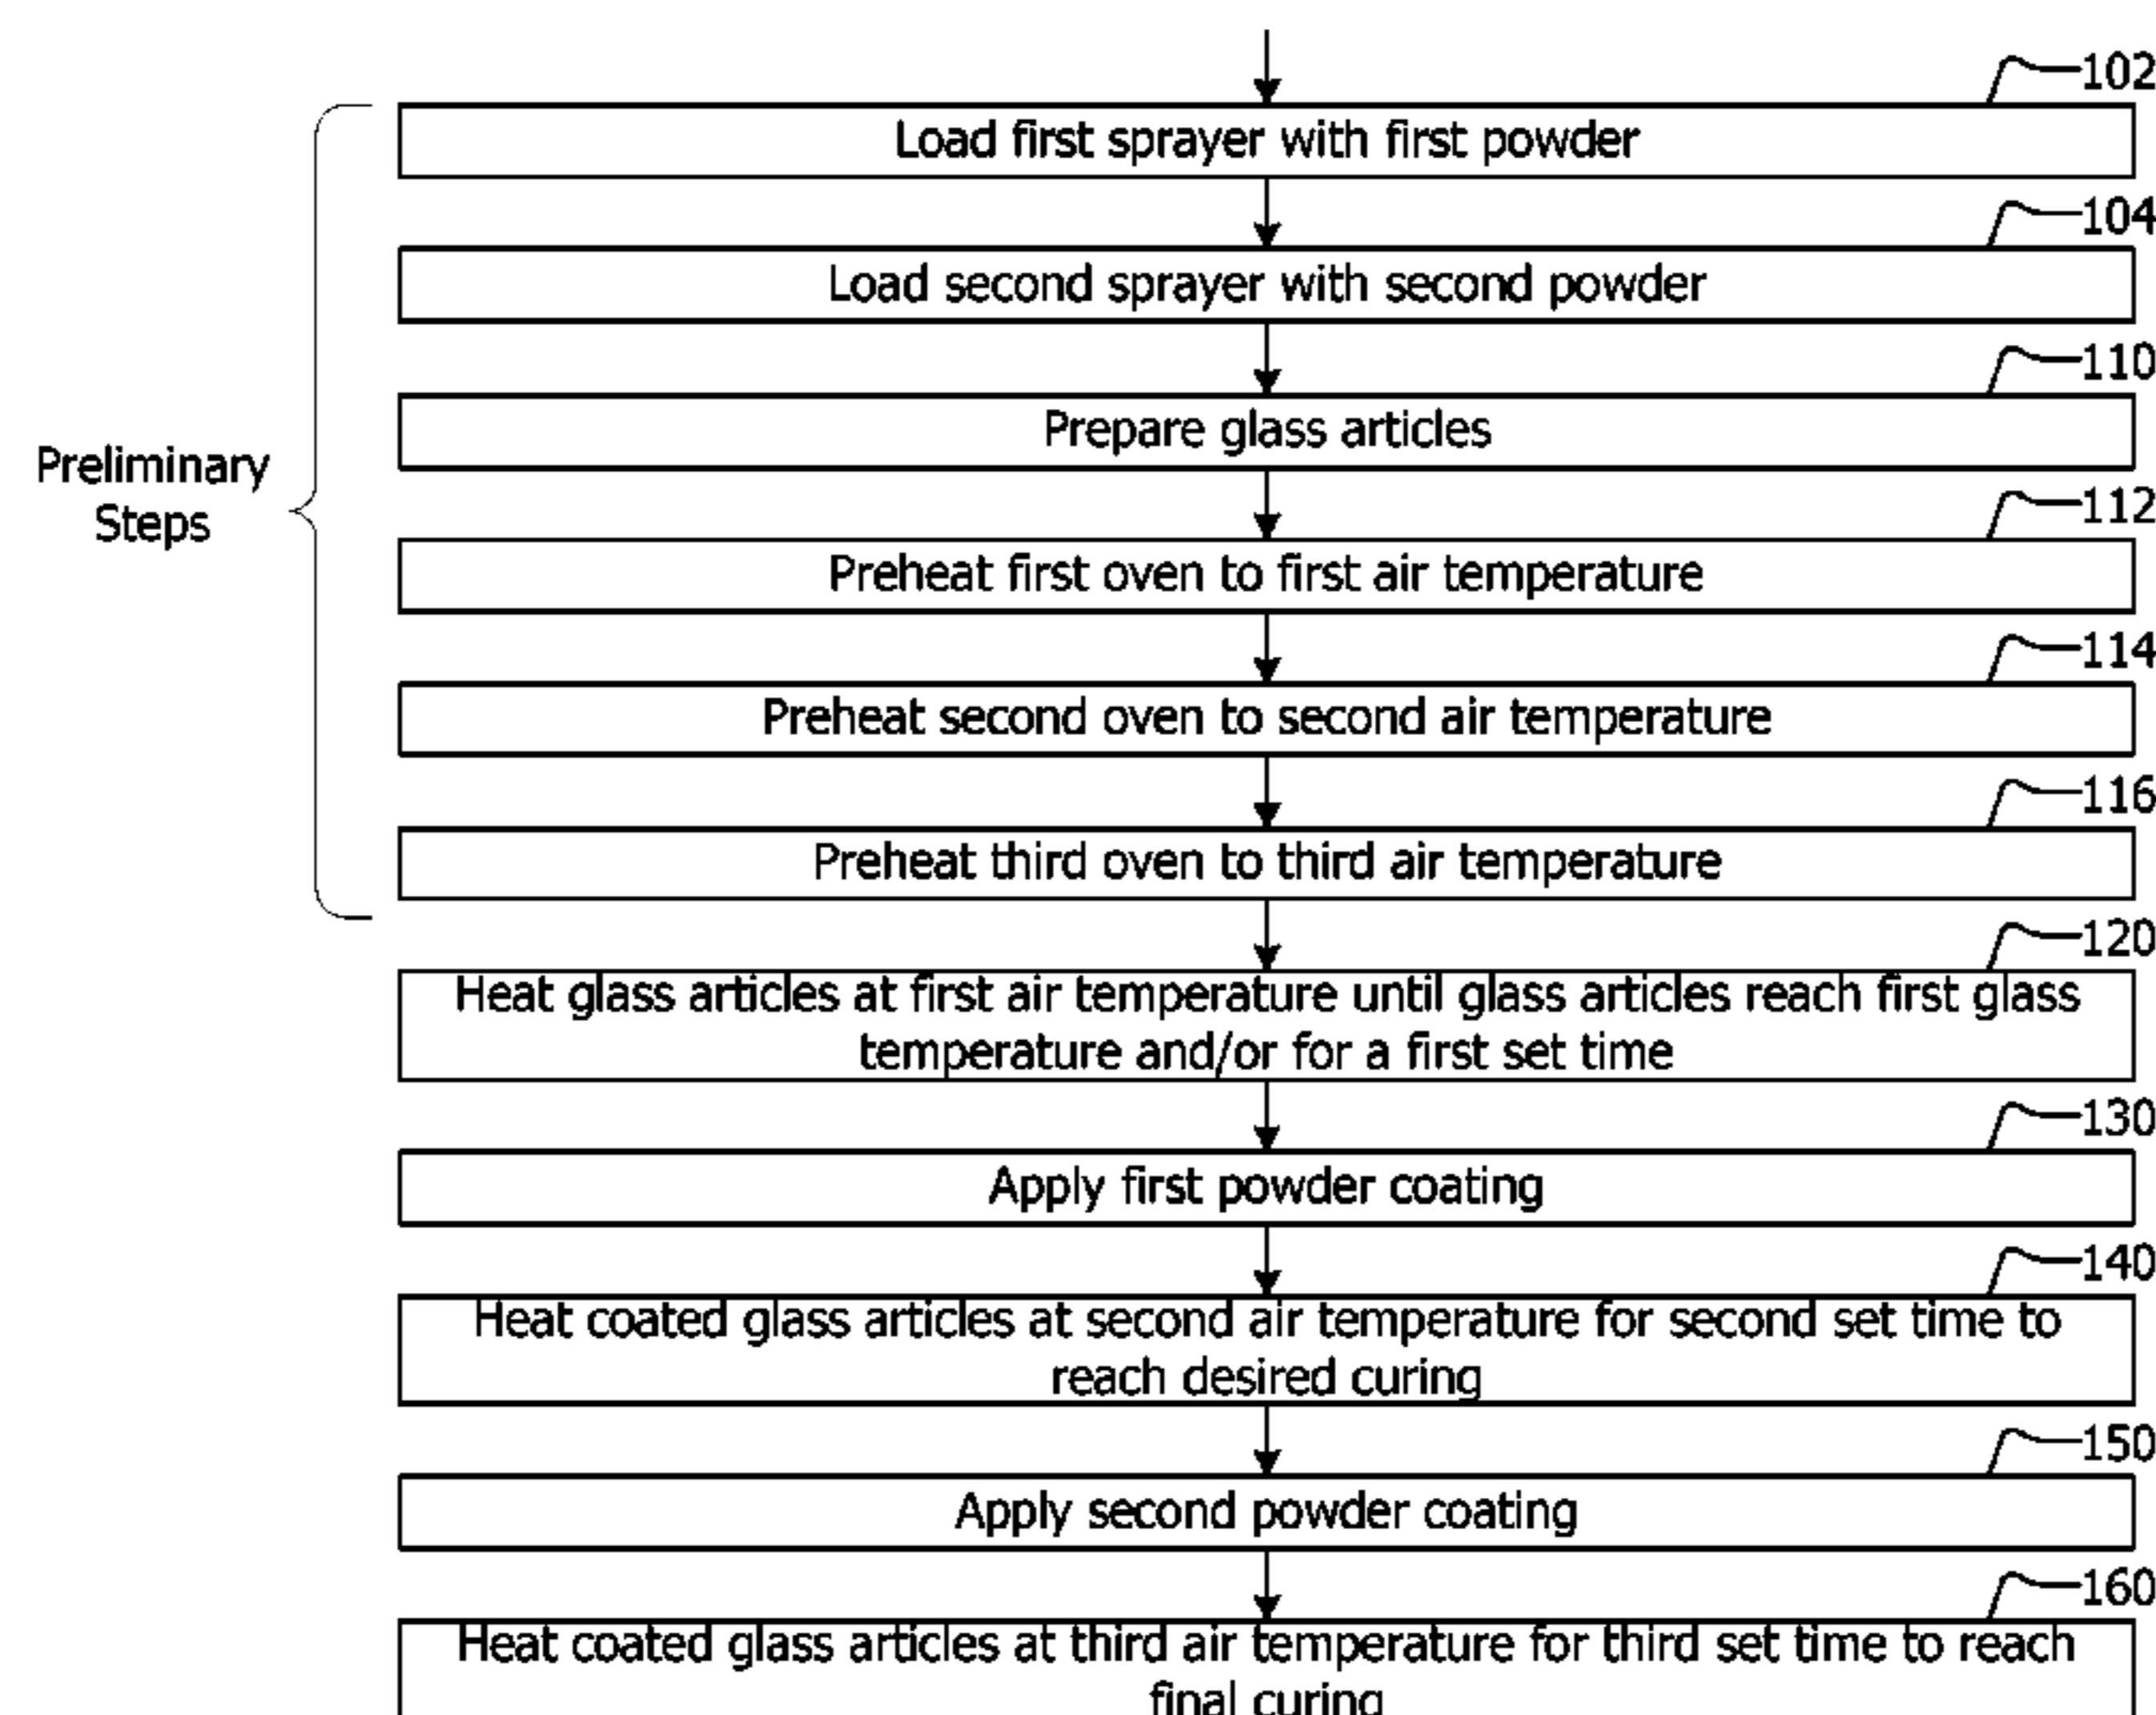 102
Load first sprayer with first powder
104
Load second sprayer with second powder
110
Prepare glass articles
Preliminary
Steps
112
Preheat first oven to first air temperature
114
Preheat second oven to second air temperature
116
Preheat third oven to third air temperature
120
Heat glass articles at first air temperature until glass articles reach first glass
temperature and/or for a first set time
130
Apply first powder coating
140
Heat coated glass articles at second air temperature for second set time to
reach desired curing
150
Apply second powder coating
160
Heat coated glass articles at third air temperature for third set time to reach
final curing